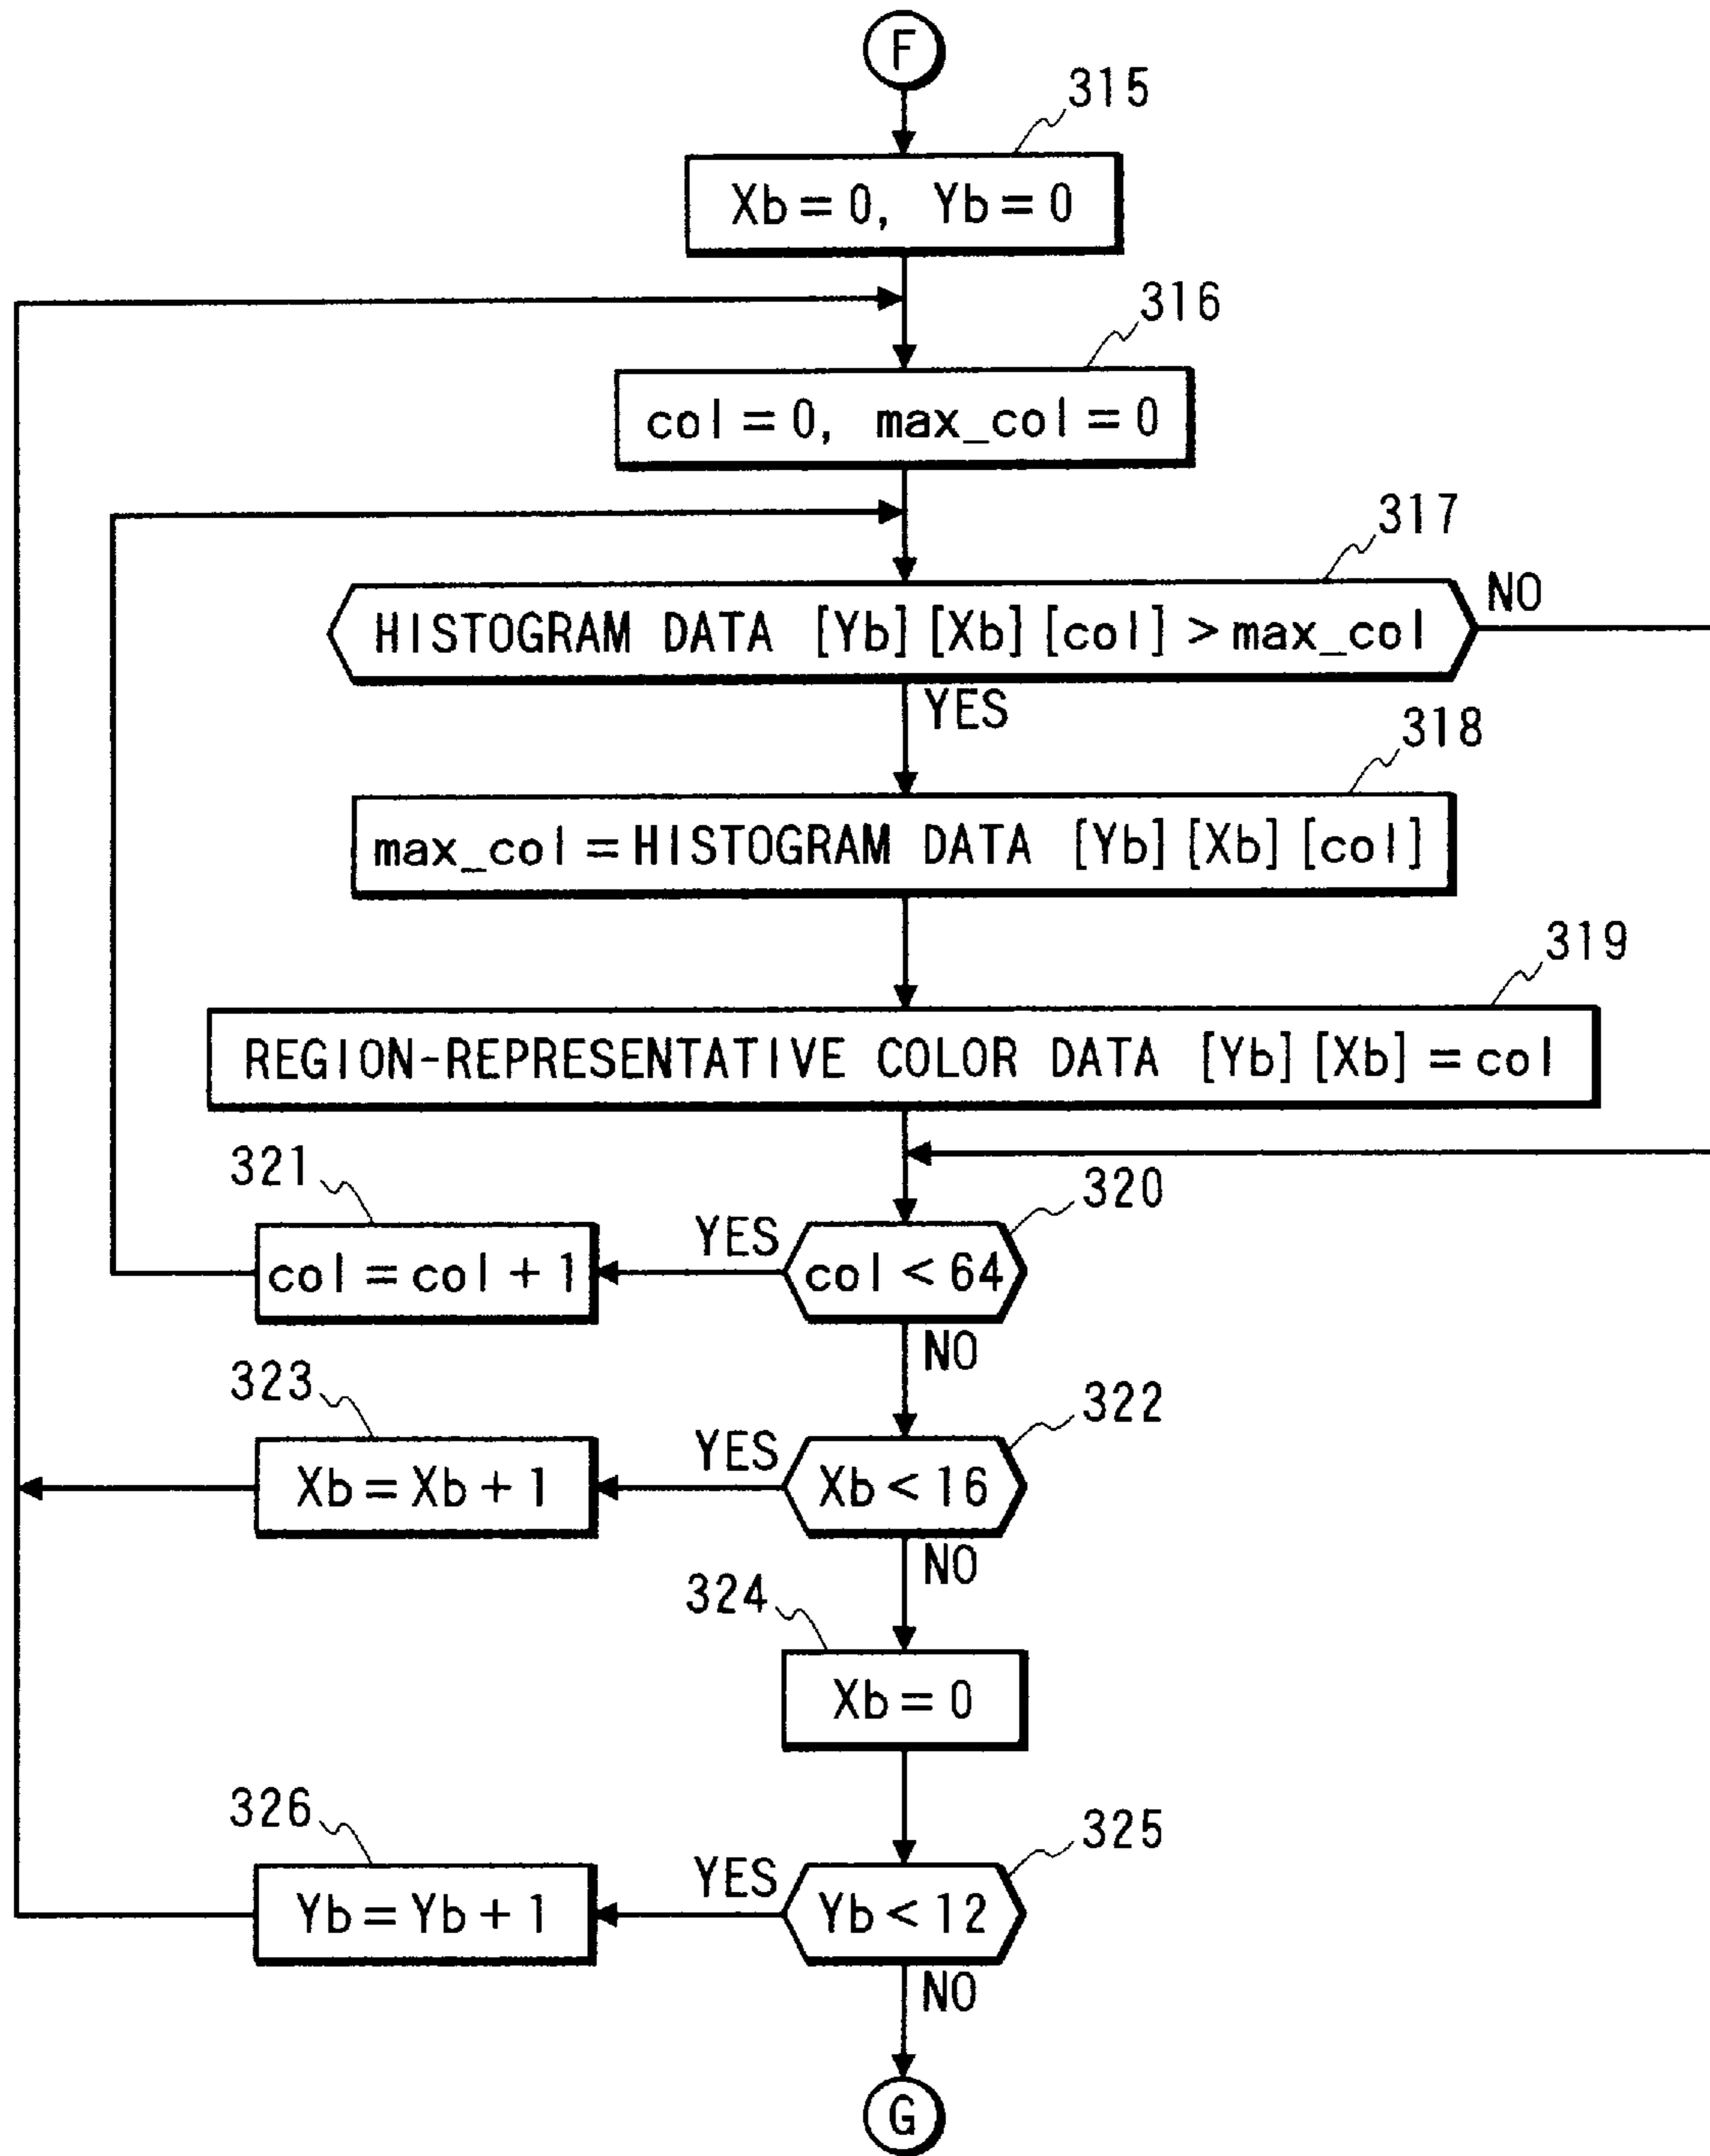 F
315
Xb=0, Yb=0
316
col=0, max_col=0
317
HISTOGRAM DATA [Yb][Xb][col]>max_col
NO
YES
318
max_col=HISTOGRAM DATA [Yb][Xb][col]
319
REGION-REPRESENTATIVE COLOR DATA [Yb][Xb]=col
321
320
col=col+1
YES
col<64
NO
323
322
Xb=Xb+1
YES
Xb<16
NO
324
Xb=0
326
325
Yb=Yb+1
YES
Yb<12
NO
G